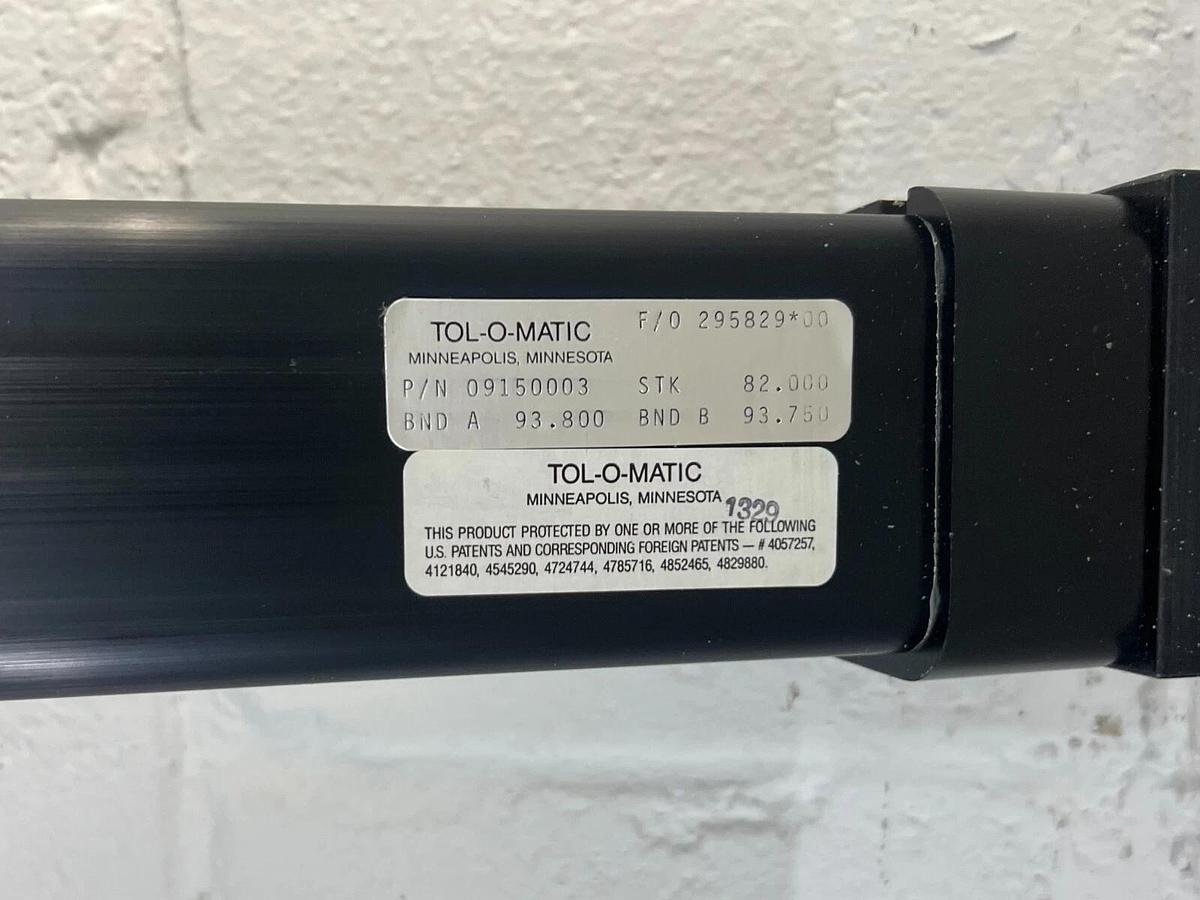 TOL-O-MATIC F/O 295829*00
MINNEAPOLIS, MINNESOTA
P/N 09150003 STK 82.000
BND A 93.800 BND B 93.750
TOL-O-MATIC
MINNEAPOLIS, MINNESOTA 1329
THIS PRODUCT PROTECTED BY ONE OR MORE OF THE FOLLOWING
U.S. PATENTS AND CORRESPONDING FOREIGN PATENTS — # 4057257,
4121840, 4545290, 4724744, 4785716, 4852465, 4829880.